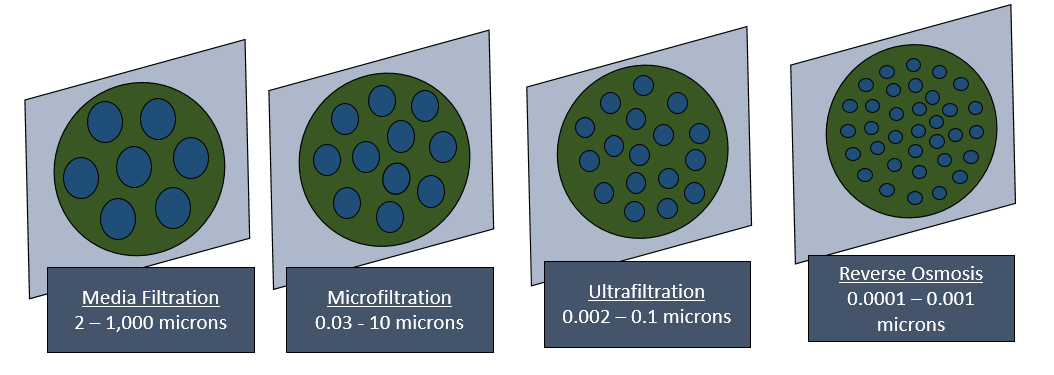 Media Filtration
2 – 1,000 microns
Microfiltration
0.03 - 10 microns
Ultrafiltration
0.002 – 0.1 microns
Reverse Osmosis
0.0001 – 0.001
microns